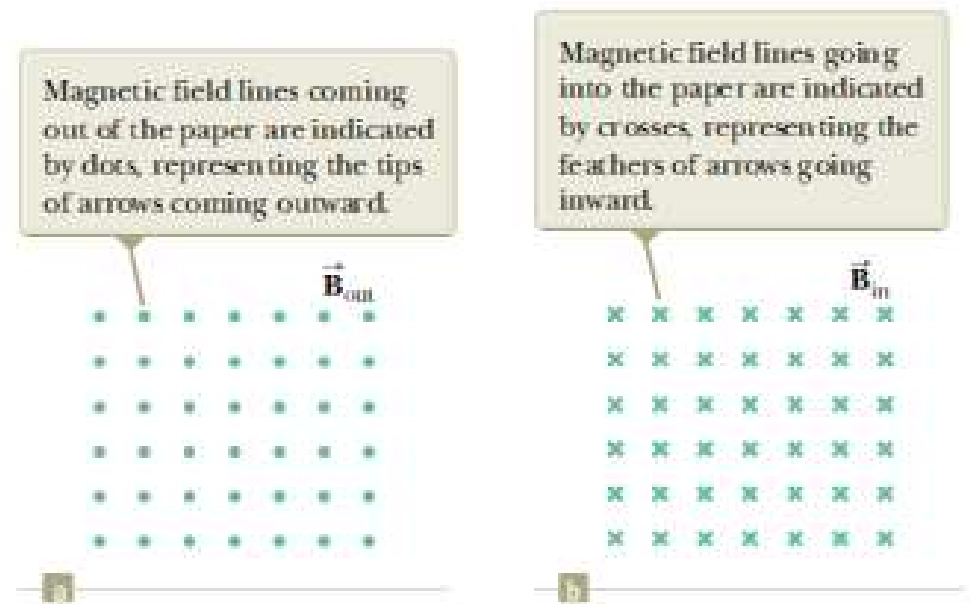 Magnetic field lines coming
out of the paper are indicated
by dots, representing the tips
of arrows coming outward.
B out
a
Magnetic field lines going
into the paper are indicated
by crosses, representing the
feathers of arrows going
inward.
B in
b